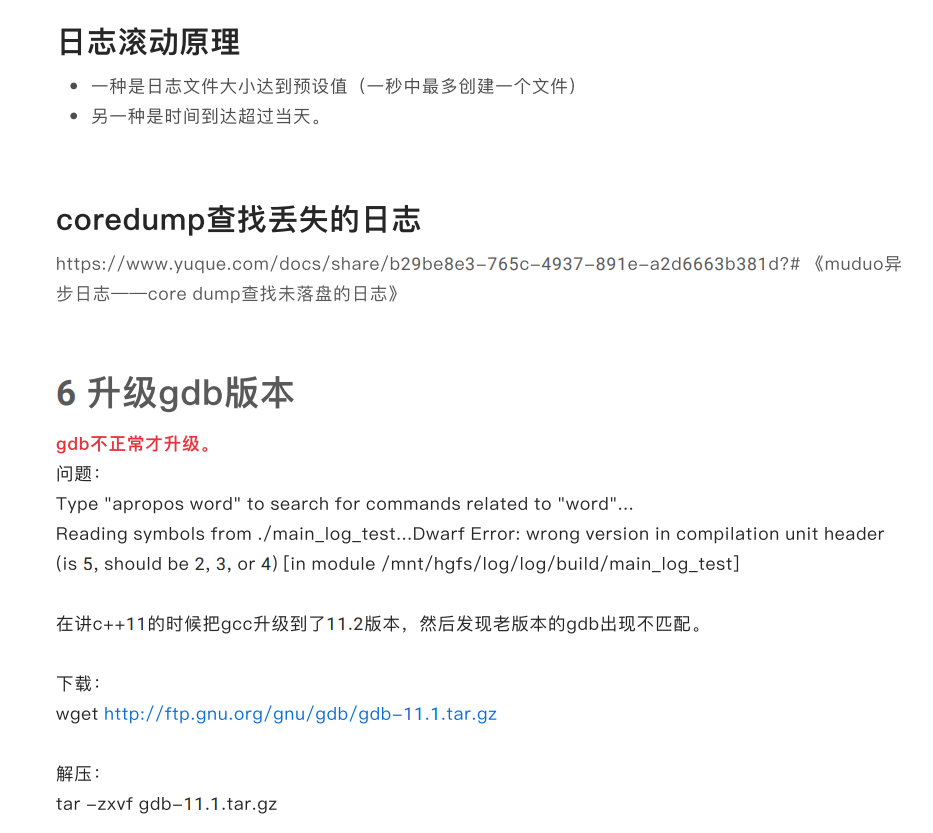 日志滚动原理
一种是日志文件大小达到预设值（一秒中最多创建一个文件）
另一种是时间到达超过当天。
coredump查找丢失的日志
https://www.yuque.com/docs/share/b29be8e3-765c-4937-891e-a2d6663b381d?# 《muduo异
步日志——core dump查找未落盘的日志》
6 升级gdb版本
gdb不正常才升级。
问题：
Type "apropos word" to search for commands related to "word"...
Reading symbols from ./main_log_test...Dwarf Error: wrong version in compilation unit header
(is 5, should be 2, 3, or 4) [in module /mnt/hgfs/log/log/build/main_log_test]
在讲c++11的时候把gcc升级到了11.2版本，然后发现老版本的gdb出现不匹配。
下载：
wget http://ftp.gnu.org/gnu/gdb/gdb-11.1.tar.gz
解压：
tar -zxvf gdb-11.1.tar.gz